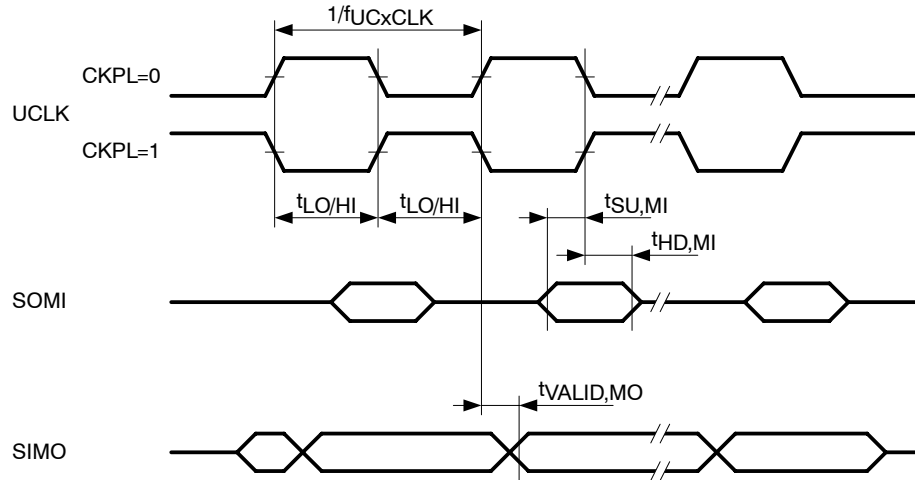 1/fUCxCLK
CKPL=0
UCLK
CKPL=1
tLO/HI tLO/HI tSU,MI
tHD,MI
SOMI
tVALID,MO
SIMO